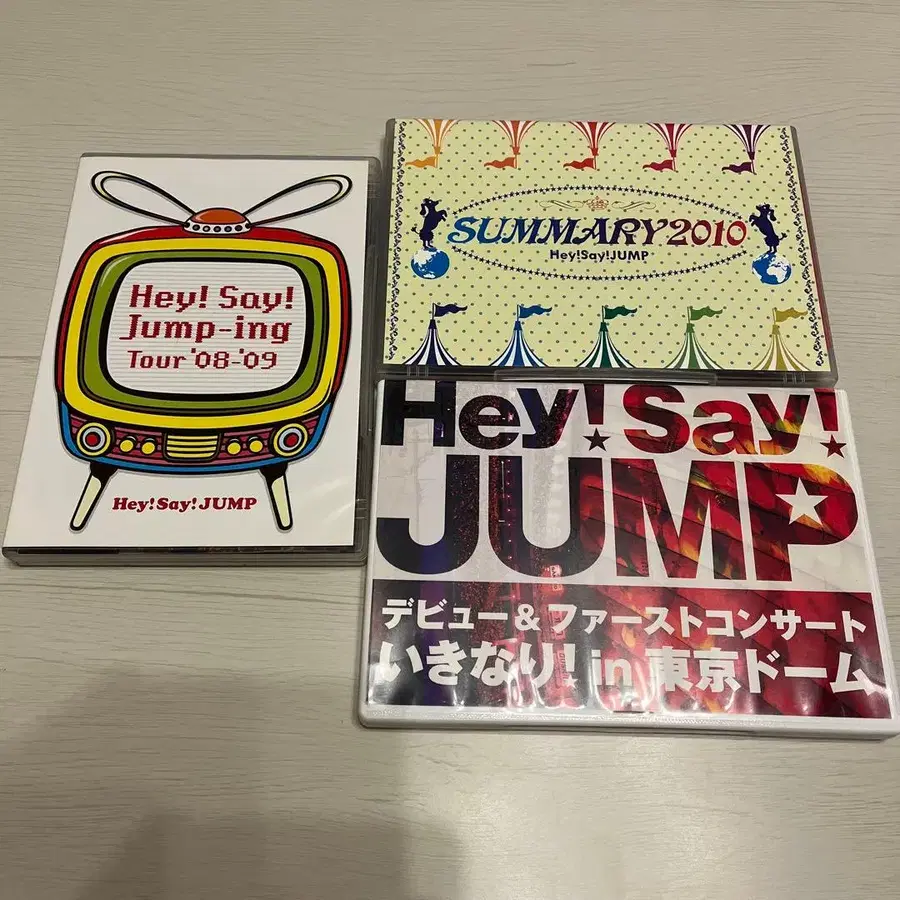 Hey! Say!
Jump-ing
Tour '08-'09
Hey! Say! JUMP
SUMMARY2010
Hey!Say!JUMP
Hey! Say!
JUMP
デビュー&ファーストコンサート
いきなり! in 東京ドーム